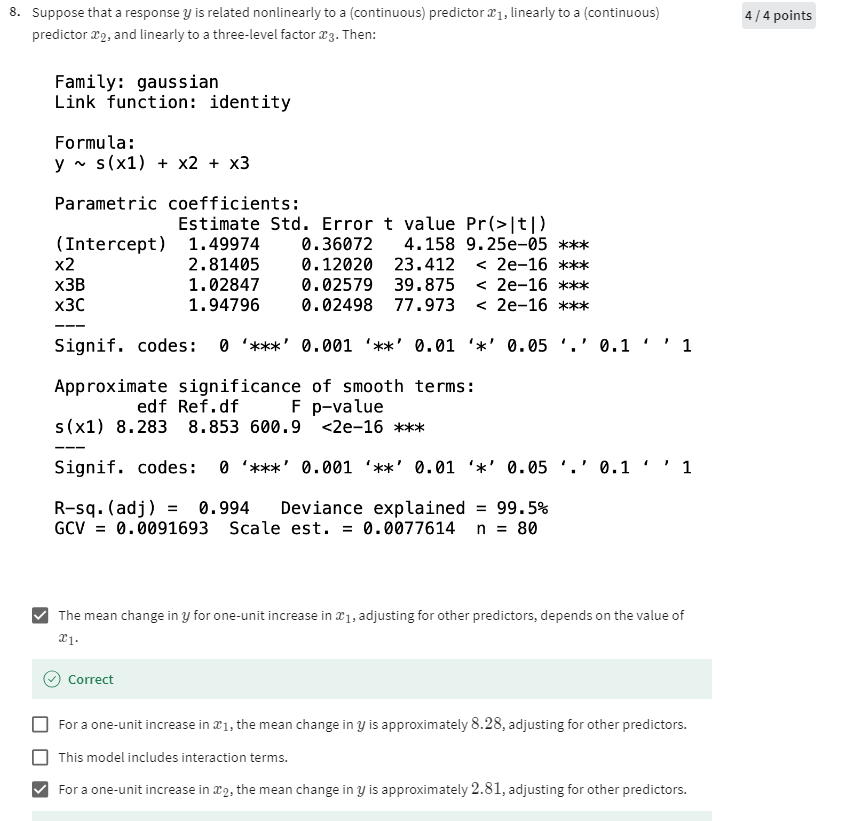 8. Suppose that a response y is related nonlinearly to a (continuous) predictor x₁, linearly to a (continuous)
predictor x₂, and linearly to a three-level factor x₃. Then:
4 / 4 points
Family: gaussian
Link function: identity
Formula:
y ~ s(x1) + x2 + x3
Parametric coefficients:
Estimate Std. Error t value Pr(>|t|)
(Intercept) 1.49974 0.36072 4.158 9.25e-05 ***
x2 2.81405 0.12020 23.412 < 2e-16 ***
x3B 1.02847 0.02579 39.875 < 2e-16 ***
x3C 1.94796 0.02498 77.973 < 2e-16 ***
---
Signif. codes: 0 ‘***’ 0.001 ‘**’ 0.01 ‘*’ 0.05 ‘.’ 0.1 ‘ ’ 1
Approximate significance of smooth terms:
edf Ref.df F p-value
s(x1) 8.283 8.853 600.9 <2e-16 ***
---
Signif. codes: 0 ‘***’ 0.001 ‘**’ 0.01 ‘*’ 0.05 ‘.’ 0.1 ‘ ’ 1
R-sq.(adj) = 0.994 Deviance explained = 99.5%
GCV = 0.0091693 Scale est. = 0.0077614 n = 80
The mean change in y for one-unit increase in x₁, adjusting for other predictors, depends on the value of
x₁.
Correct
For a one-unit increase in x₁, the mean change in y is approximately 8.28, adjusting for other predictors.
This model includes interaction terms.
For a one-unit increase in x₂, the mean change in y is approximately 2.81, adjusting for other predictors.